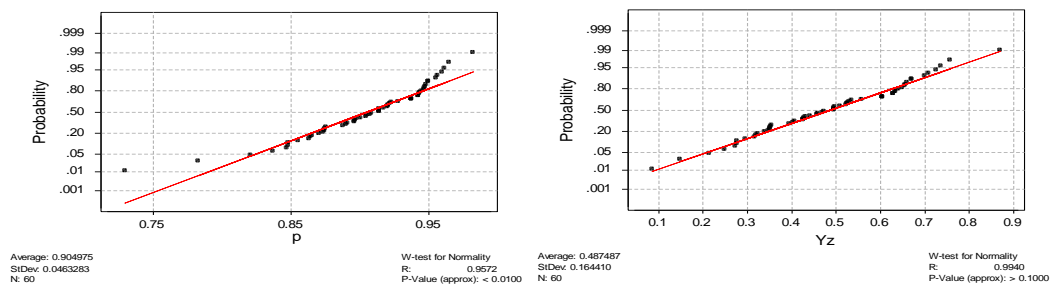 .999
.99
.95
.80
.50
.20
.05
.01
.001
Probability
0.75 0.85 0.95
p
Average: 0.904975
StDev: 0.0463283
N: 60
W-test for Normality
R: 0.9572
P-Value (approx): < 0.0100
.999
.99
.95
.80
.50
.20
.05
.01
.001
Probability
0.1 0.2 0.3 0.4 0.5 0.6 0.7 0.8 0.9
Yz
Average: 0.487487
StDev: 0.164410
N: 60
W-test for Normality
R: 0.9940
P-Value (approx): > 0.1000